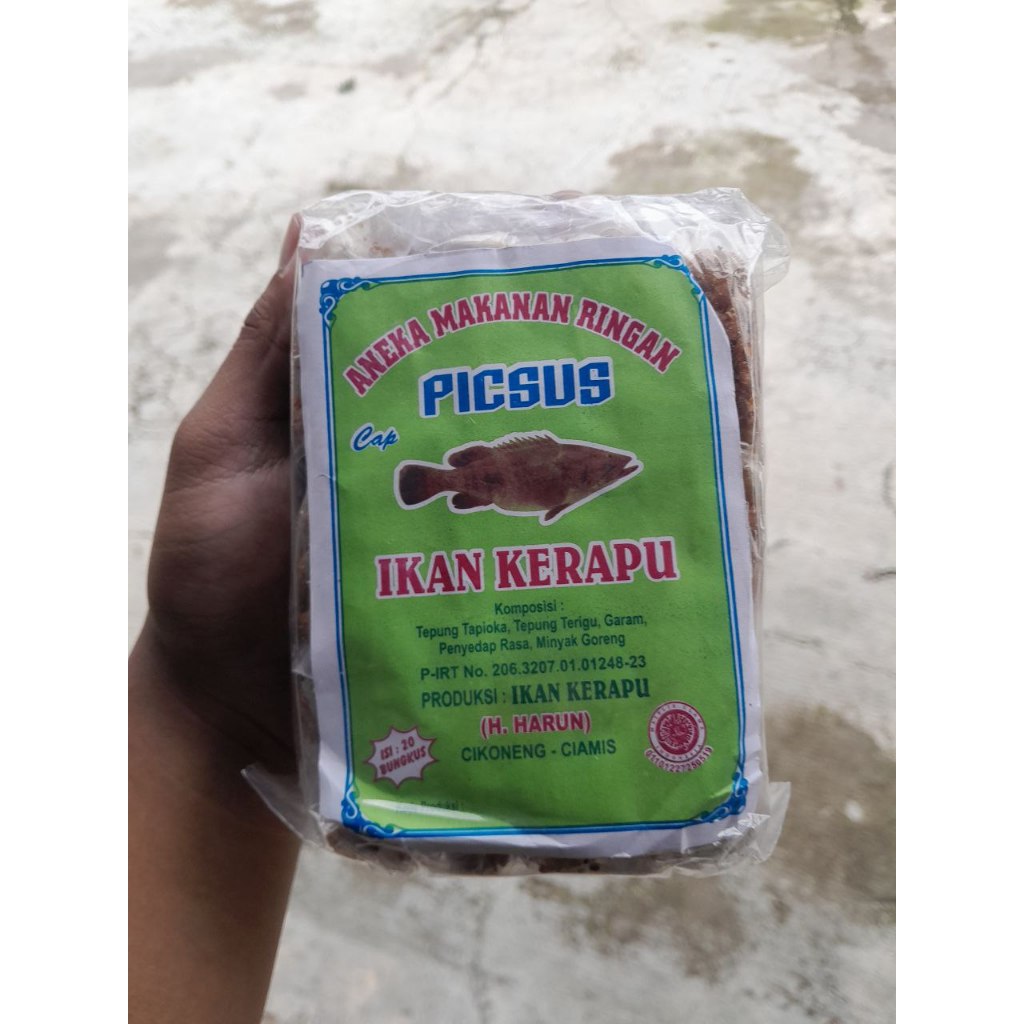 ANEKA MAKANAN RINGAN
PICSUS
Cap
IKAN KERAPU
Komposisi :
Tepung Tapioka, Tepung Terigu, Garam,
Penyedap Rasa, Minyak Goreng
P-IRT No. 206.3207.01.01248-23
PRODUKSI : IKAN KERAPU
(H. HARUN)
CIKONENG - CIAMIS
ISI : 20
BUNGKUS